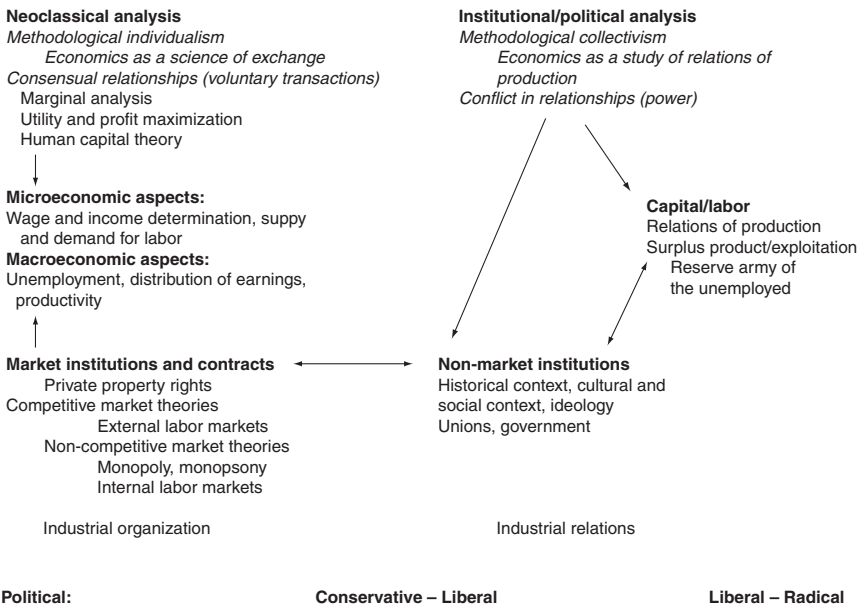 Neoclassical analysis
Methodological individualism
Economics as a science of exchange
Consensual relationships (voluntary transactions)
Marginal analysis
Utility and profit maximization
Human capital theory
Institutional/political analysis
Methodological collectivism
Economics as a study of relations of
production
Conflict in relationships (power)
Microeconomic aspects:
Wage and income determination, suppy
and demand for labor
Macroeconomic aspects:
Unemployment, distribution of earnings,
productivity
Capital/labor
Relations of production
Surplus product/exploitation
Reserve army of
the unemployed
Market institutions and contracts
Private property rights
Competitive market theories
External labor markets
Non-competitive market theories
Monopoly, monopsony
Internal labor markets
Non-market institutions
Historical context, cultural and
social context, ideology
Unions, government
Industrial organization
Industrial relations
Political: Conservative – Liberal Liberal – Radical